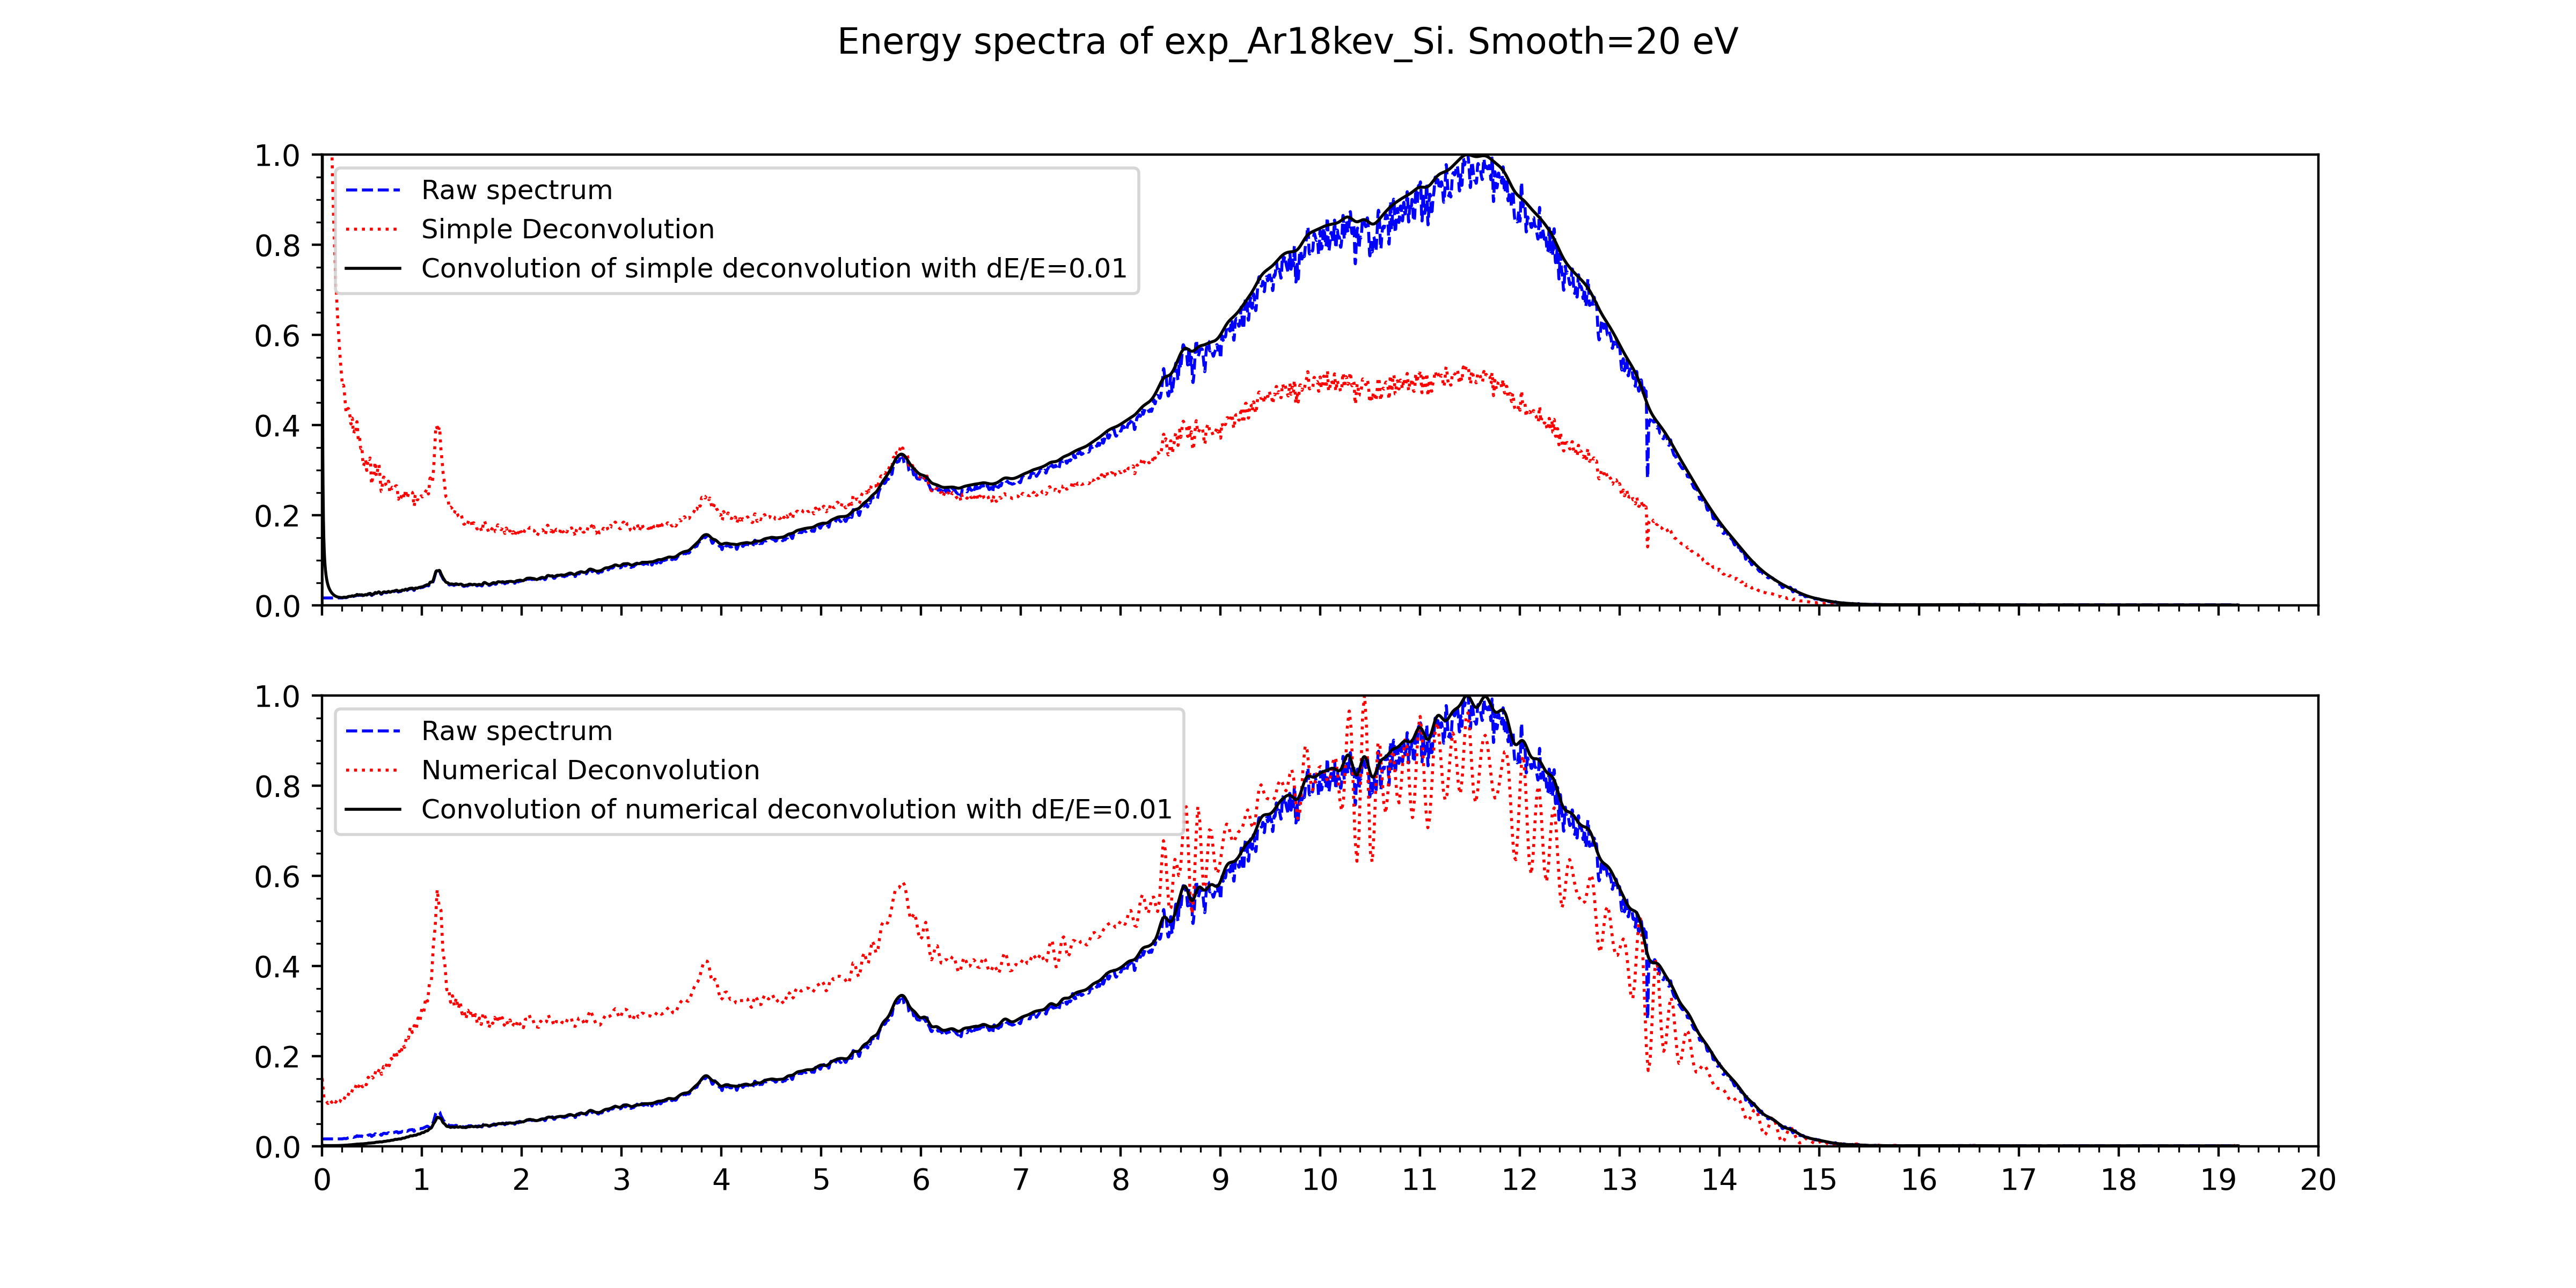 Energy spectra of exp_Ar18kev_Si. Smooth=20 eV
1.0
0.8
0.6
0.4
0.2
0.0
Raw spectrum
Simple Deconvolution
Convolution of simple deconvolution with dE/E=0.01
1.0
0.8
0.6
0.4
0.2
0.0
Raw spectrum
Numerical Deconvolution
Convolution of numerical deconvolution with dE/E=0.01
0 1 2 3 4 5 6 7 8 9 10 11 12 13 14 15 16 17 18 19 20